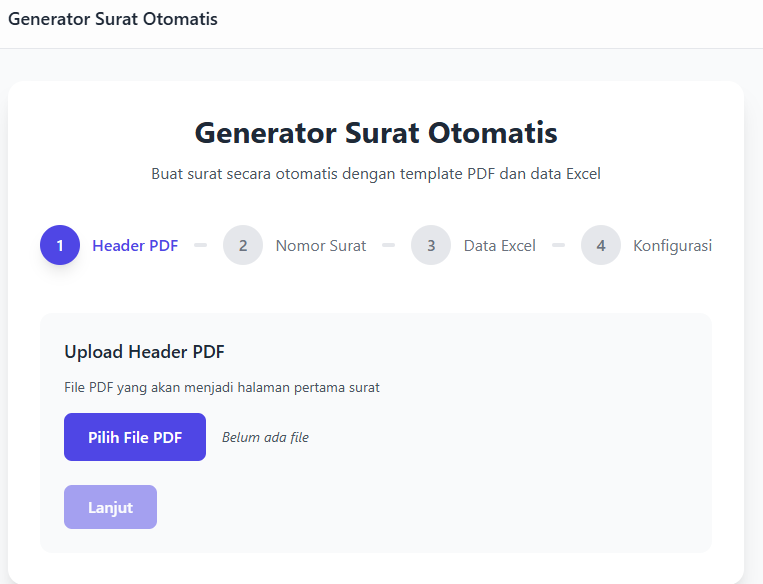 Generator Surat Otomatis
Generator Surat Otomatis
Buat surat secara otomatis dengan template PDF dan data Excel
1 Header PDF 2 Nomor Surat 3 Data Excel 4 Konfigurasi
Upload Header PDF
File PDF yang akan menjadi halaman pertama surat
Pilih File PDF Belum ada file
Lanjut